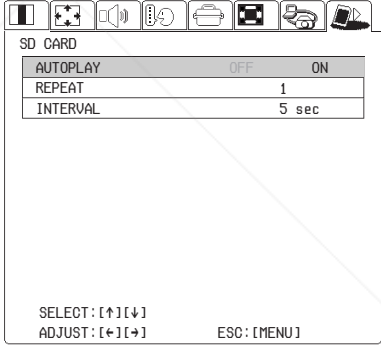 SD CARD
AUTOPLAY OFF ON
REPEAT 1
INTERVAL 5 sec
SELECT:[↑][↓]
ADJUST:[←][→] ESC:[MENU]